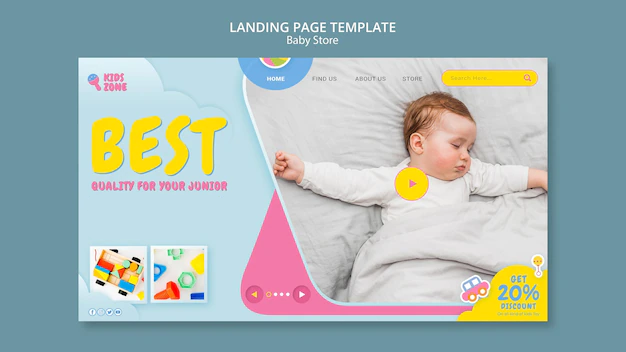 LANDING PAGE TEMPLATE
Baby Store
KIDS
ZONE
HOME
FIND US
ABOUT US
STORE
Search Here...
BEST
QUALITY FOR YOUR JUNIOR
GET
20%
DISCOUNT